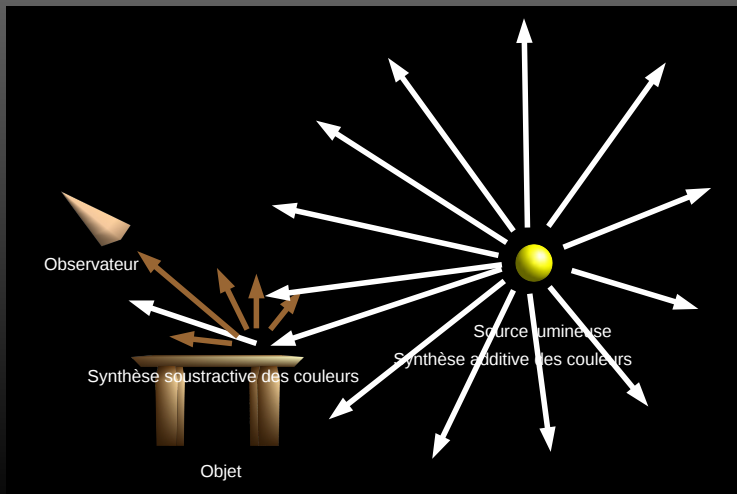 Observateur
Source lumineuse
Synthèse additive des couleurs
Synthèse soustractive des couleurs
Objet